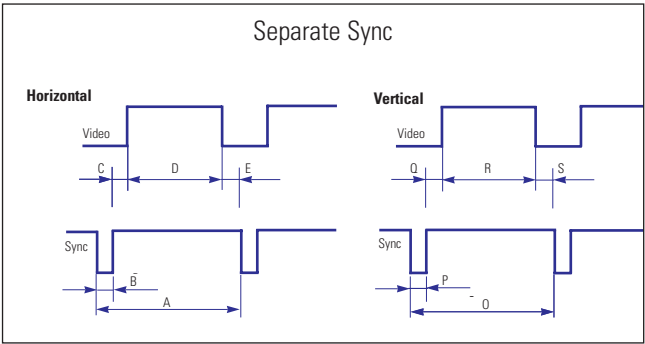 Separate Sync
Horizontal
Vertical
Video
Video
C
D
E
Q
R
S
Sync
Sync
B
P
A
O